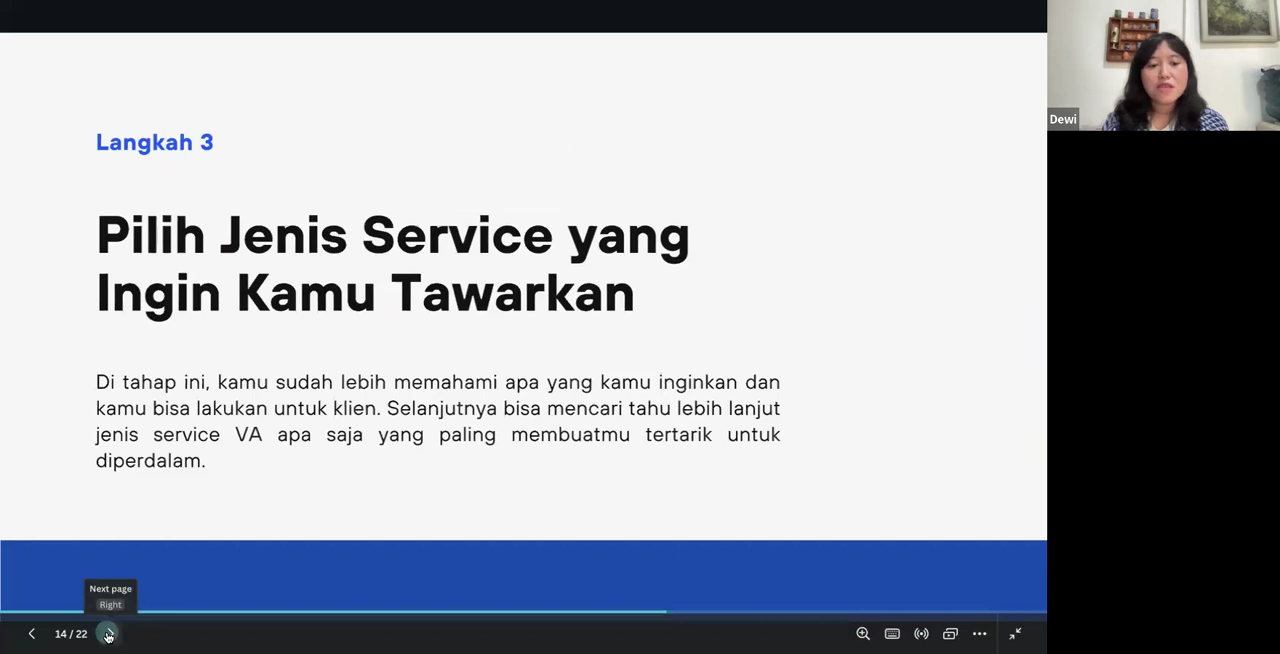 Langkah 3
Pilih Jenis Service yang
Ingin Kamu Tawarkan
Di tahap ini, kamu sudah lebih memahami apa yang kamu inginkan dan
kamu bisa lakukan untuk klien. Selanjutnya bisa mencari tahu lebih lanjut
jenis service VA apa saja yang paling membuatmu tertarik untuk
diperdalam.
Next page
Right
14 / 22
Dewi